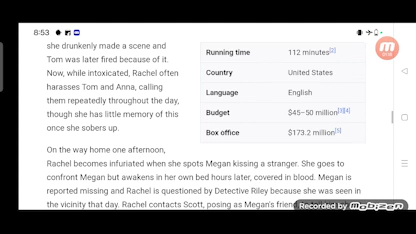 8:53
she drunkenly made a scene and
Tom was later fired because of it.
Now, while intoxicated, Rachel often
harasses Tom and Anna, calling
them repeatedly throughout the day,
though she has little memory of this
once she sobers up.
Running time 112 minutes[2]
Country United States
Language English
Budget $45–50 million[3][4]
Box office $173.2 million[5]
On the way home one afternoon,
Rachel becomes infuriated when she spots Megan kissing a stranger. She goes to
confront Megan but awakens in her own bed hours later, covered in blood. Megan
is reported missing and Rachel is questioned by Detective Riley because she was seen in
the vicinity that day. Rachel contacts Scott, posing as Megan's
Recorded by Mobizen